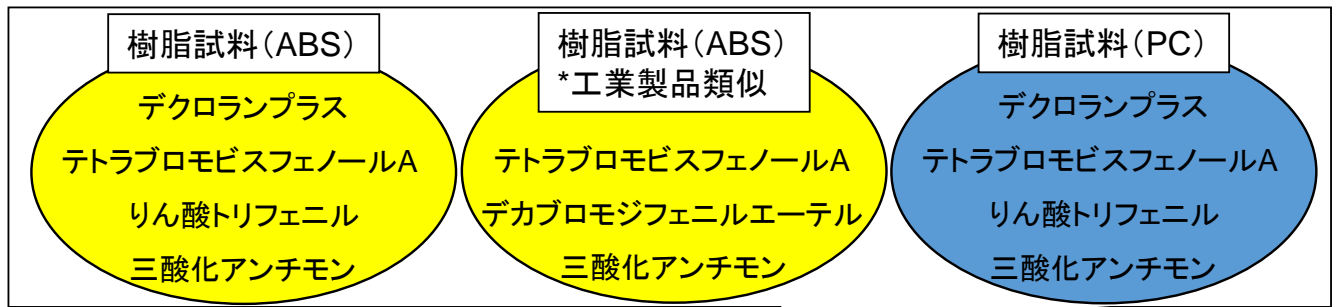 樹脂試料(ABS)
デクロランプラス
テトラブロモビスフェノールA
りん酸トリフェニル
三酸化アンチモン
樹脂試料(ABS)
*工業製品類似
テトラブロモビスフェノールA
デカブロモジフェニルエーテル
三酸化アンチモン
樹脂試料(PC)
デクロランプラス
テトラブロモビスフェノールA
りん酸トリフェニル
三酸化アンチモン